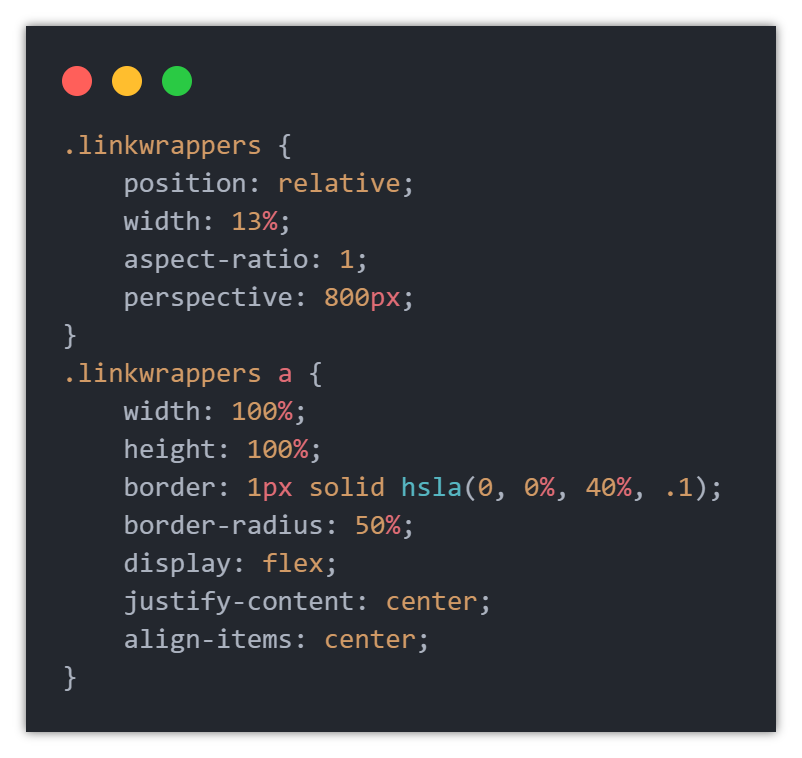 .linkwrappers {
    position: relative;
    width: 13%;
    aspect-ratio: 1;
    perspective: 800px;
}
.linkwrappers a {
    width: 100%;
    height: 100%;
    border: 1px solid hsla(0, 0%, 40%, .1);
    border-radius: 50%;
    display: flex;
    justify-content: center;
    align-items: center;
}